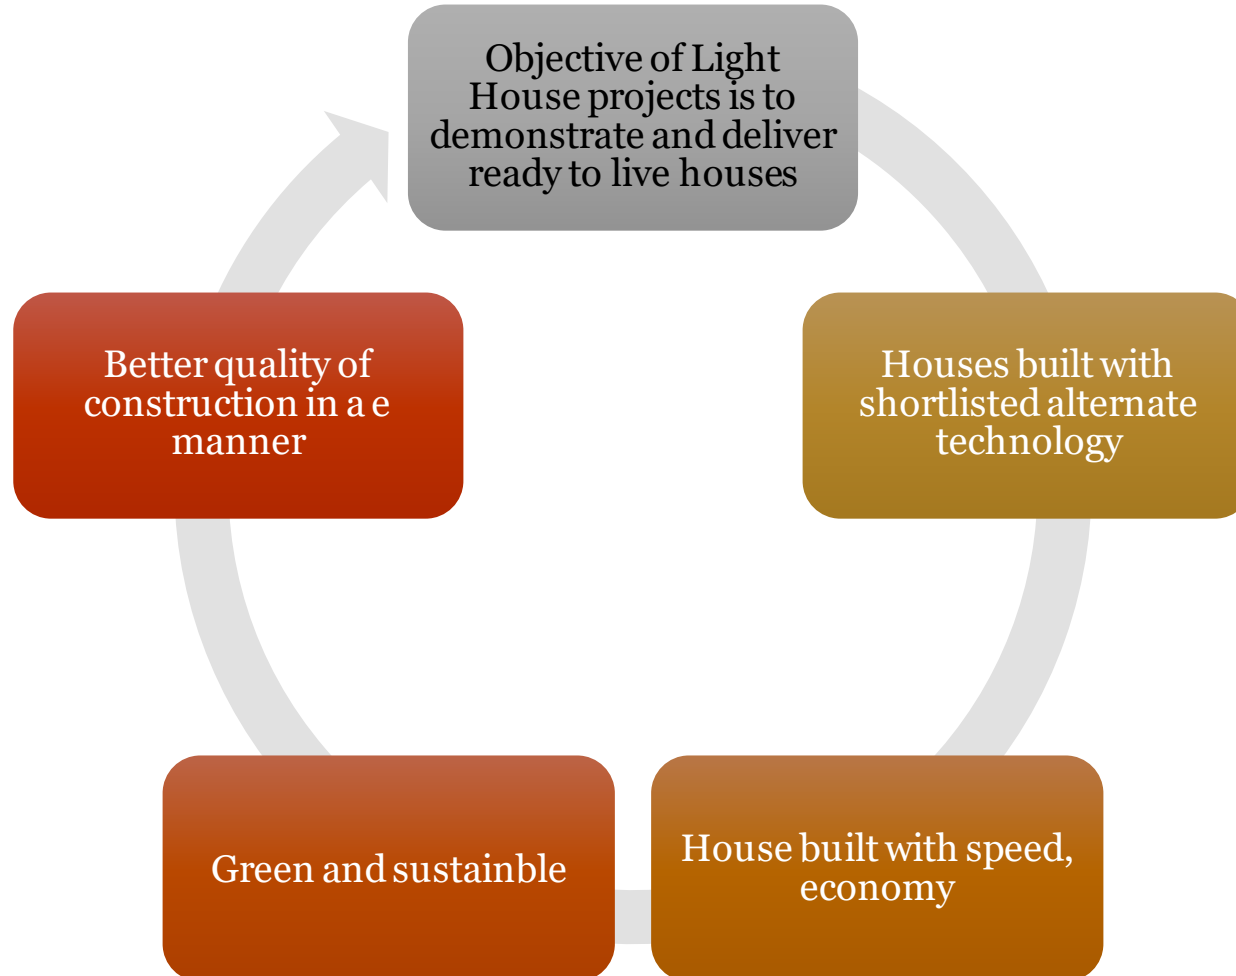 Objective of Light
House projects is to
demonstrate and deliver
ready to live houses
Houses built with
shortlisted alternate
technology
House built with speed,
economy
Green and sustainble
Better quality of
construction in a e
manner